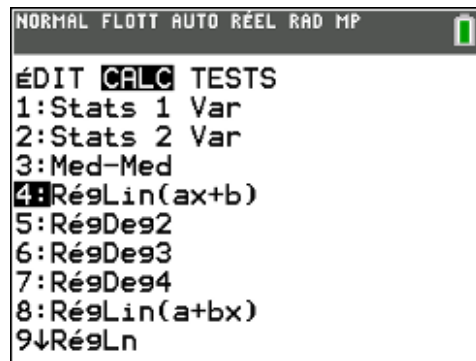 NORMAL FLOTT AUTO RÉEL RAD MP
ÉDIT CALC TESTS
1:Stats 1 Var
2:Stats 2 Var
3:Med-Med
4:RégLin(ax+b)
5:RégDeg2
6:RégDeg3
7:RégDeg4
8:RégLin(a+bx)
9↓RégLn